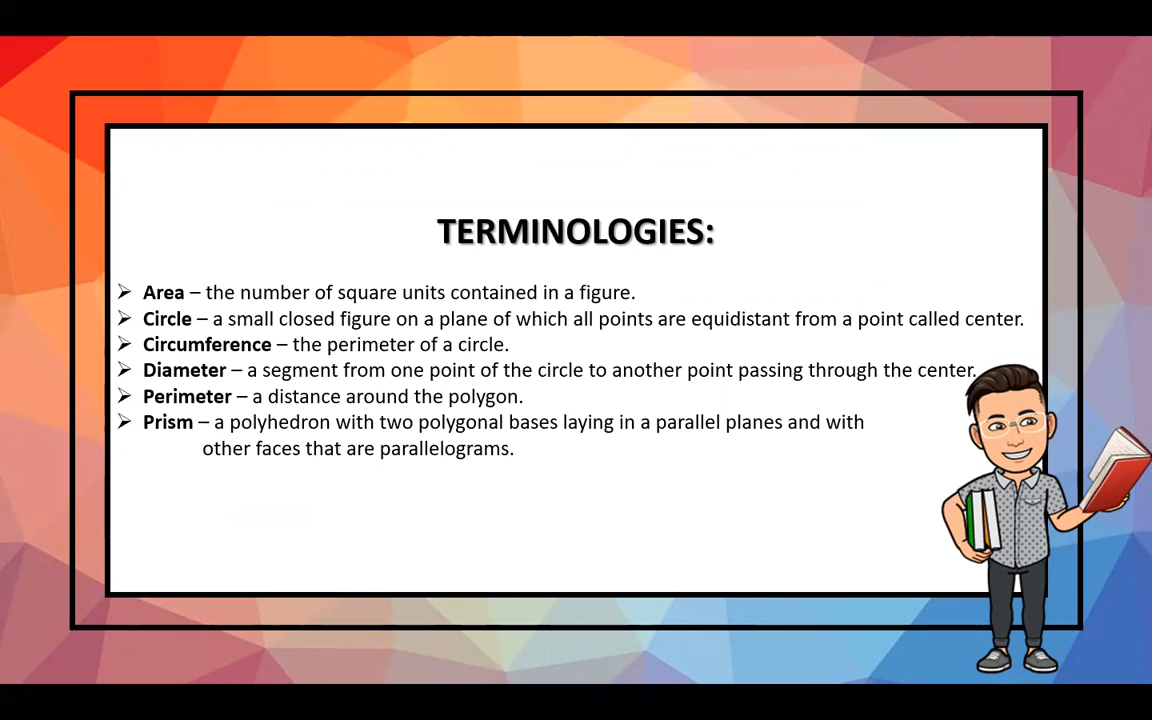 TERMINOLOGIES:
➢ Area – the number of square units contained in a figure.
➢ Circle – a small closed figure on a plane of which all points are equidistant from a point called center.
➢ Circumference – the perimeter of a circle.
➢ Diameter – a segment from one point of the circle to another point passing through the center.
➢ Perimeter – a distance around the polygon.
➢ Prism – a polyhedron with two polygonal bases laying in a parallel planes and with
other faces that are parallelograms.